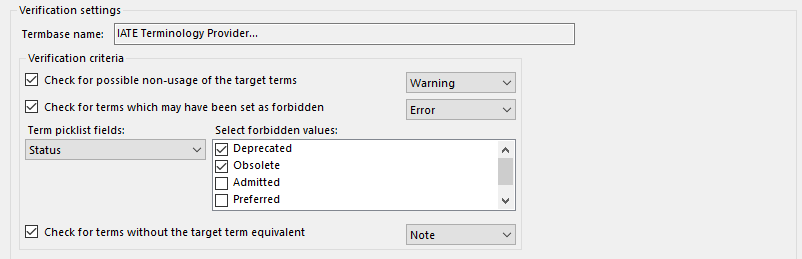 Verification settings
Termbase name: IATE Terminology Provider...
Verification criteria
Check for possible non-usage of the target terms Warning
Check for terms which may have been set as forbidden Error
Term picklist fields: Select forbidden values:
Status Deprecated
Obsolete
Admitted
Preferred
Check for terms without the target term equivalent Note